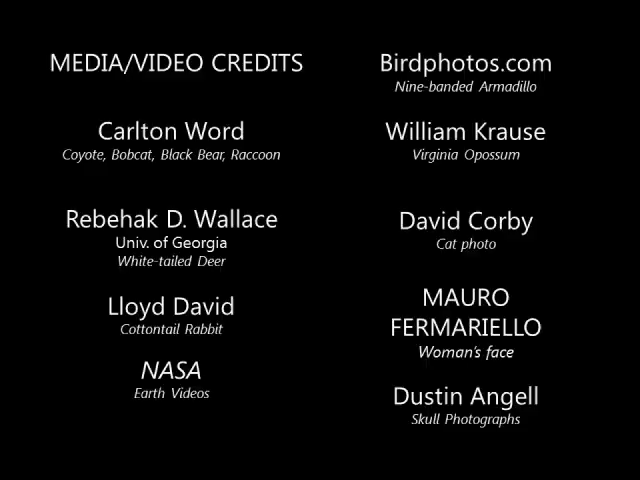 MEDIA/VIDEO CREDITS
Carlton Word
Coyote, Bobcat, Black Bear, Raccoon
Rebehak D. Wallace
Univ. of Georgia
White-tailed Deer
Lloyd David
Cottontail Rabbit
NASA
Earth Videos
Birdphotos.com
Nine-banded Armadillo
William Krause
Virginia Opossum
David Corby
Cat photo
MAURO
FERMARIELLO
Woman's face
Dustin Angell
Skull Photographs